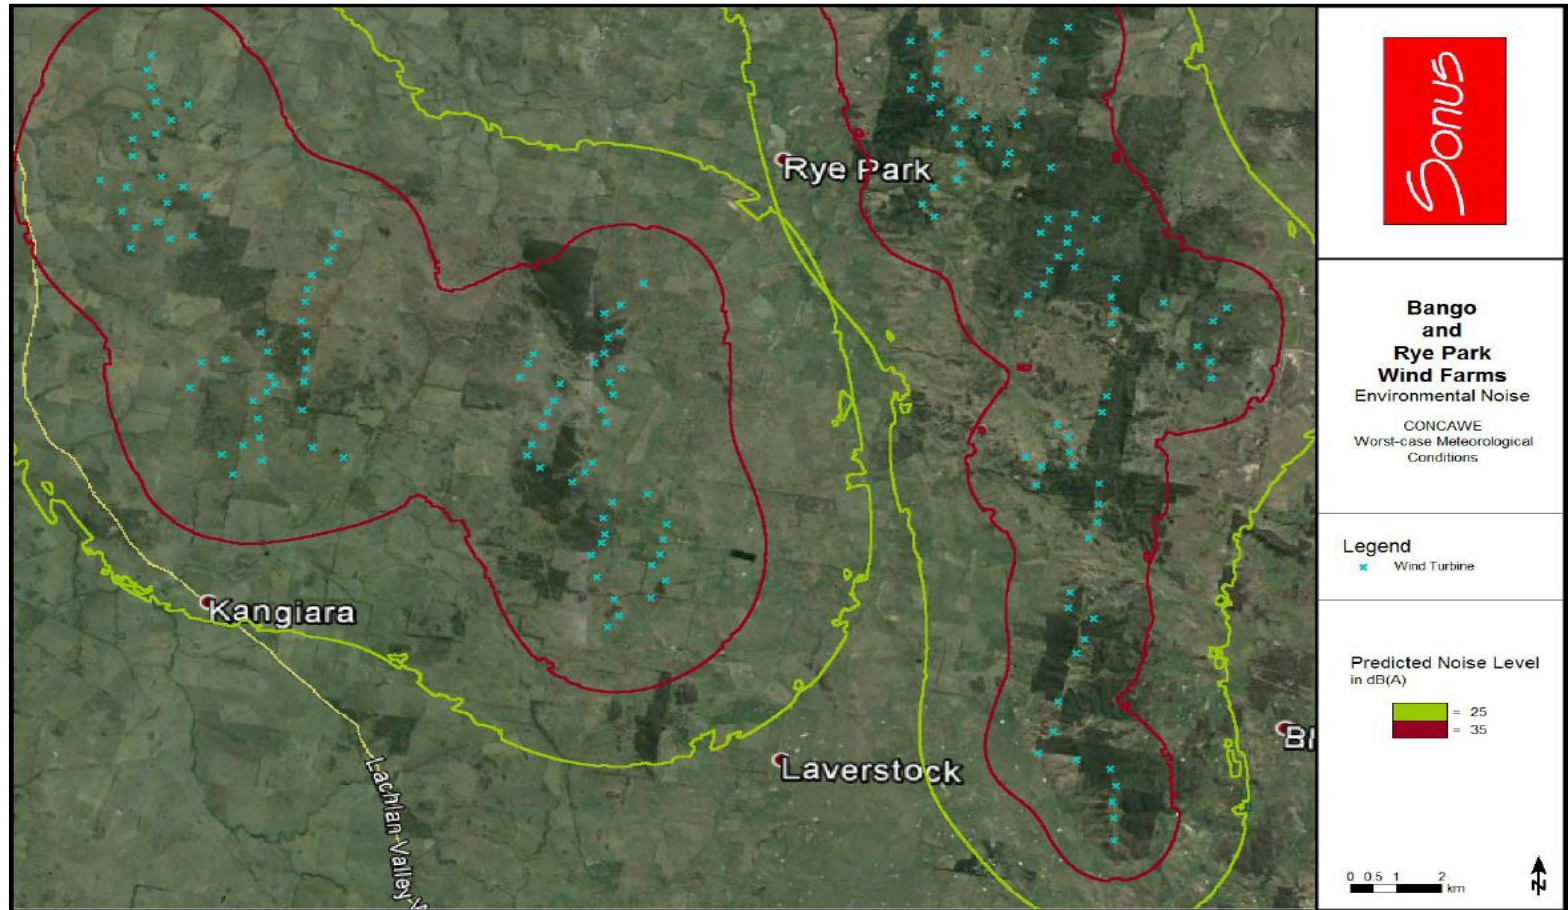 Rye Park
Kangiara
Laverstock
Lachlan Valley
Sonus
Bango
and
Rye Park
Wind Farms
Environmental Noise
CONCAWE
Worst-case Meteorological
Conditions
Legend
Wind Turbine
Predicted Noise Level
in dB(A)
= 25
= 35
0 0.5 1 2
km
N